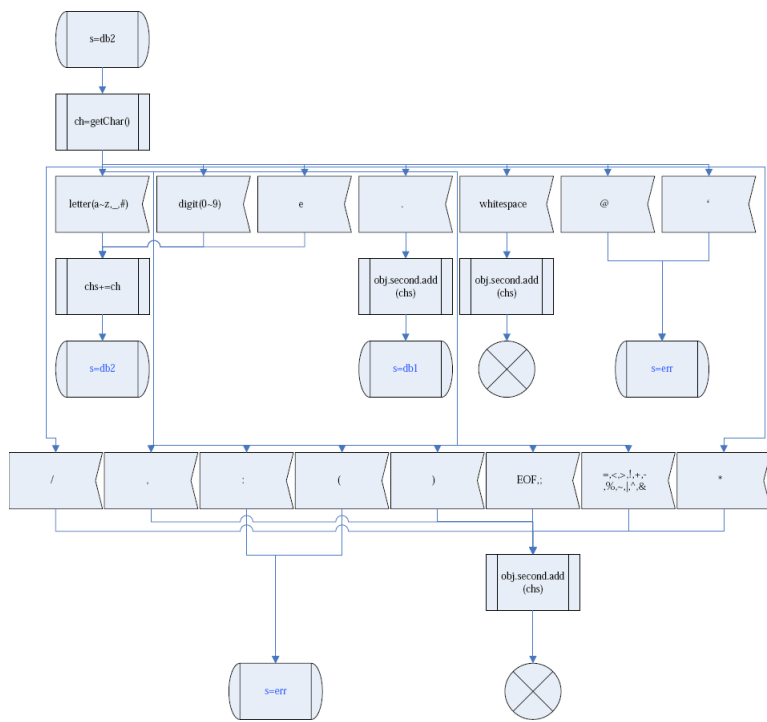 s=db2
ch=getChar()
letter(a~z,_,#)
digit(0~9)
e
.
whitespace
@
‘
chs+=ch
obj.second.add
(chs)
obj.second.add
(chs)
s=db2
s=db1
s=err
/
,
:
(
)
EOF,;
=,<,>,!,+,-
,%,~,|,^,&
*
obj.second.add
(chs)
s=err